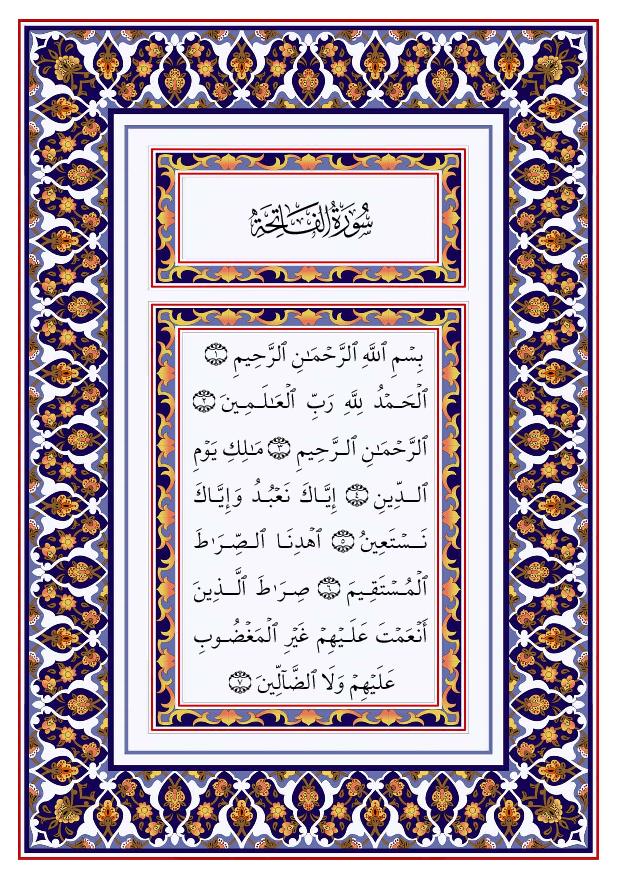 سُورَةُ الفَاتِحَةِ
بِسْمِ ٱللَّهِ ٱلرَّحْمَـٰنِ ٱلرَّحِيمِ ١
ٱلْحَمْدُ لِلَّهِ رَبِّ ٱلْعَـٰلَمِينَ ٢
ٱلرَّحْمَـٰنِ ٱلرَّحِيمِ ٣ مَـٰلِكِ يَوْمِ
ٱلدِّينِ ٤ إِيَّاكَ نَعْبُدُ وَإِيَّاكَ
نَسْتَعِينُ ٥ ٱهْدِنَا ٱلصِّرَٰطَ
ٱلْمُسْتَقِيمَ ٦ صِرَٰطَ ٱلَّذِينَ
أَنْعَمْتَ عَلَيْهِمْ غَيْرِ ٱلْمَغْضُوبِ
عَلَيْهِمْ وَلَا ٱلضَّآلِّينَ ٧